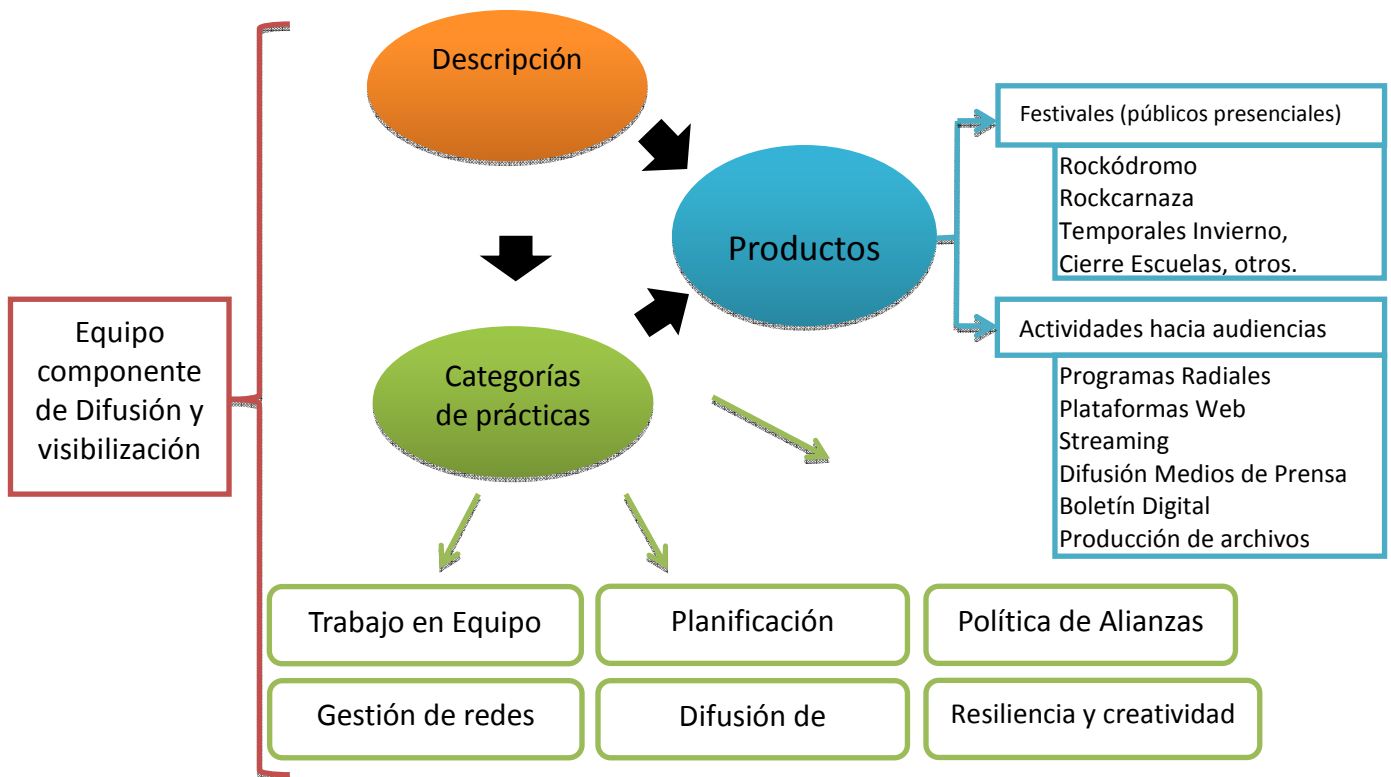 Descripción
Festivales (públicos presenciales)
Rockódromo
Rockcarnaza
Temporales Invierno,
Cierre Escuelas, otros.
Productos
Equipo
componente
de Difusión y
visibilización
Actividades hacia audiencias
Programas Radiales
Plataformas Web
Streaming
Difusión Medios de Prensa
Boletín Digital
Producción de archivos
Categorías
de prácticas
Trabajo en Equipo
Planificación
Política de Alianzas
Gestión de redes
Difusión de
Resiliencia y creatividad